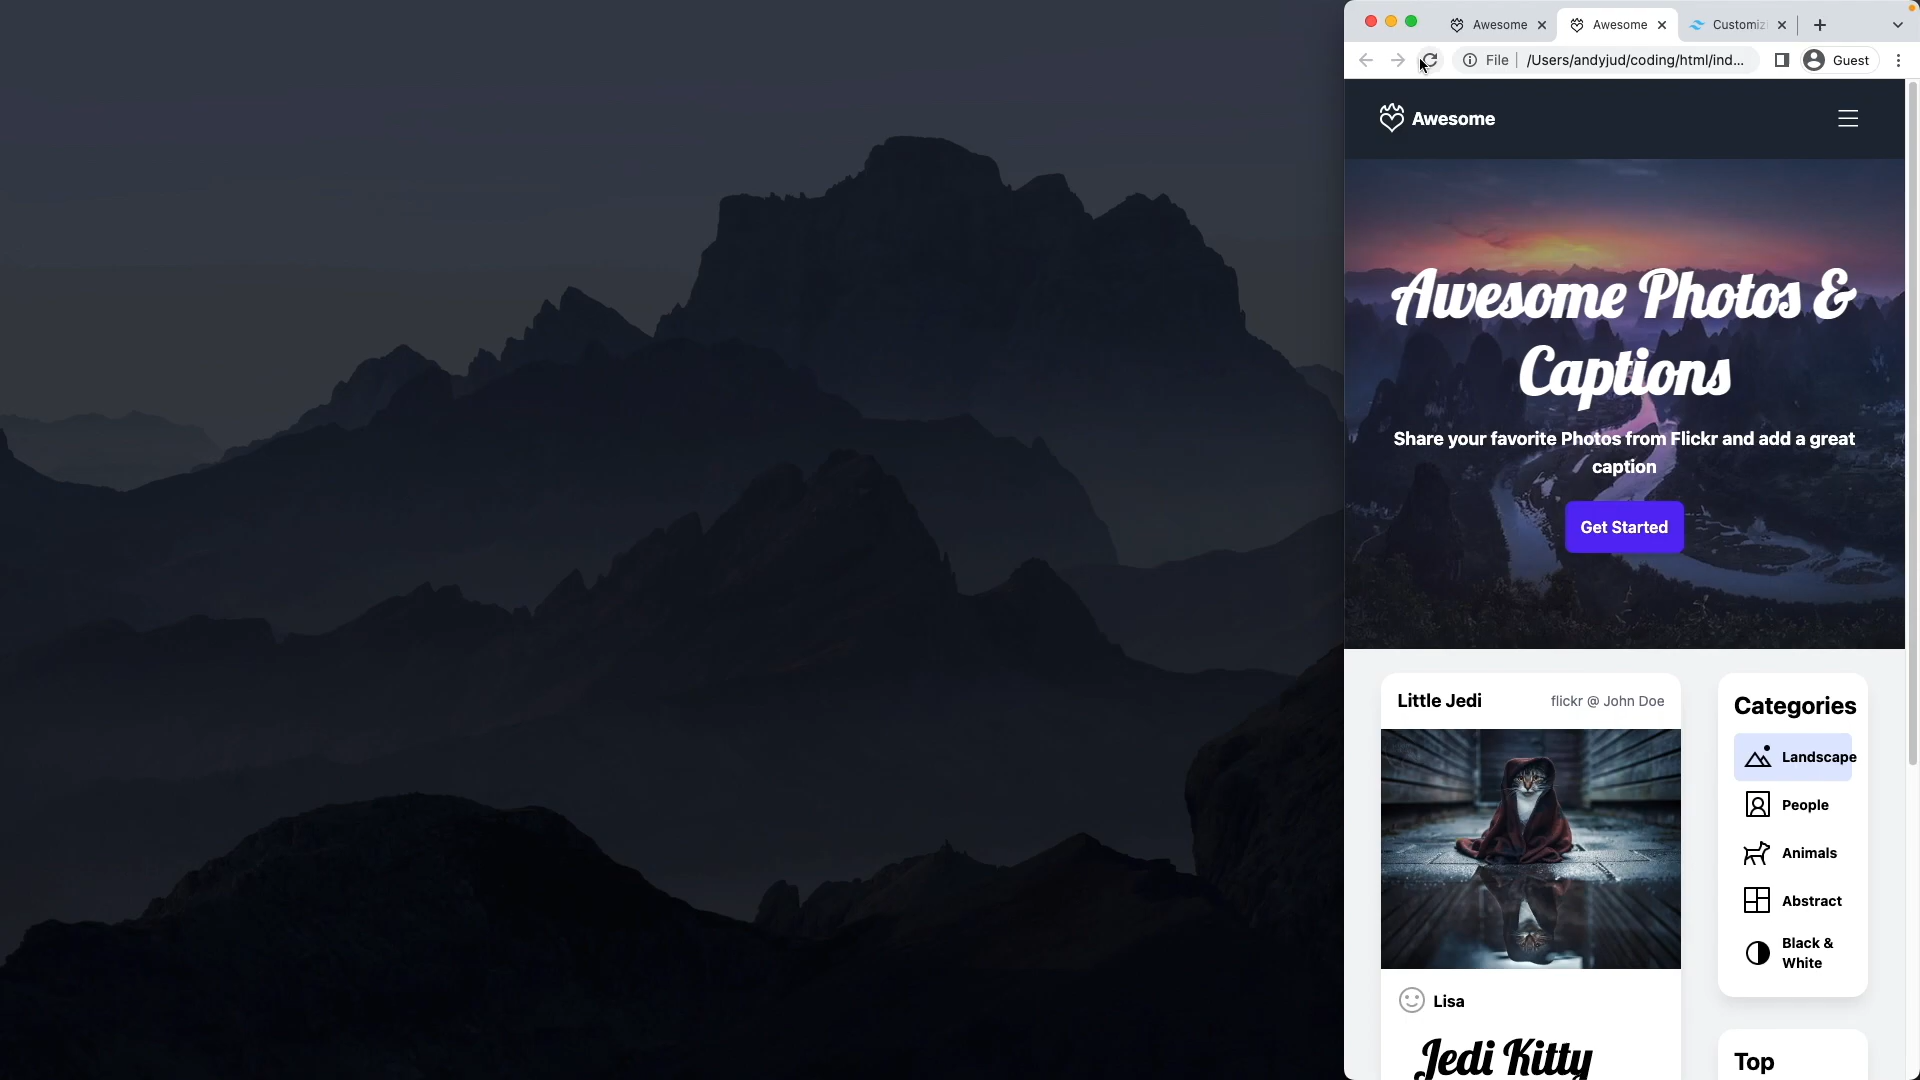 Awesome
Awesome
Customiz
File
/Users/andyjud/coding/html/ind...
Guest
Awesome
Awesome Photos &
Captions
Share your favorite Photos from Flickr and add a great
caption
Get Started
Little Jedi
flickr @ John Doe
Categories
Landscape
People
Animals
Abstract
Black &
White
Lisa
Jedi Kitty
Top